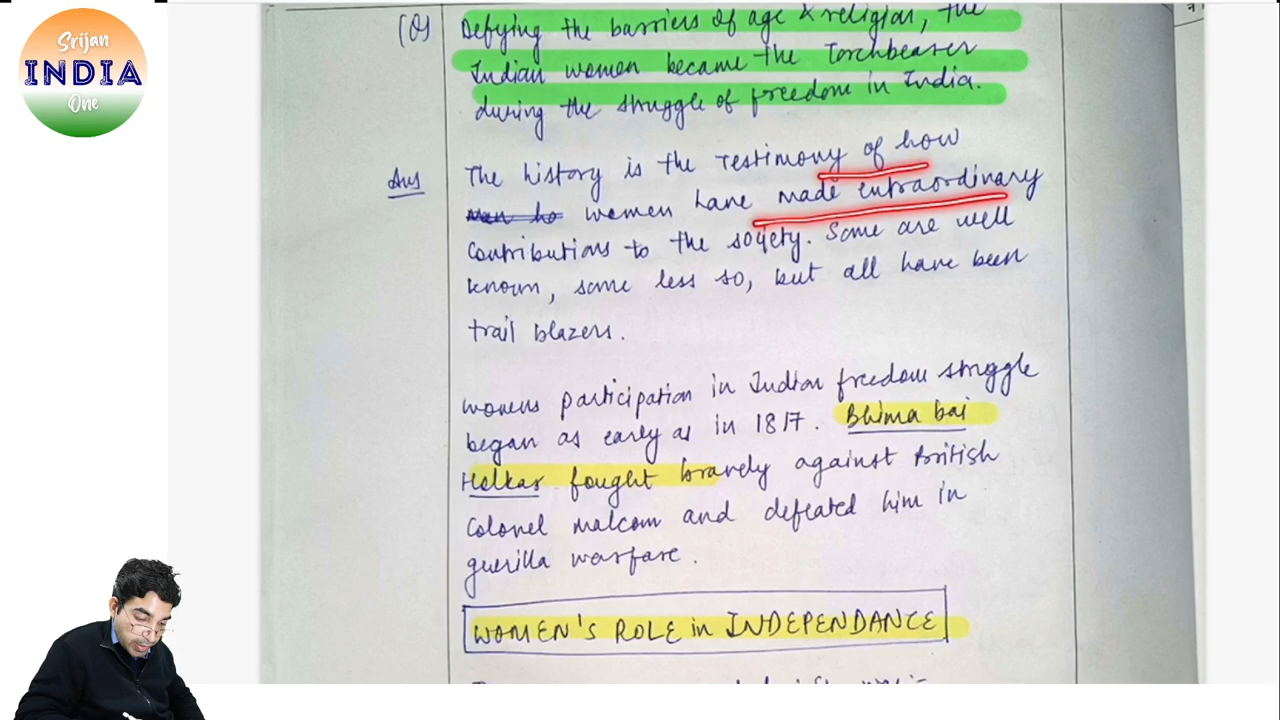 Srijan
INDIA
One
(Q) Defying the barriers of age & religion, the
Indian women became the Torchbearer
during the struggle of freedom in India.
Ans The history is the testimony of how
women have made extraordinary
contributions to the society. Some are well
known, some less so, but all have been
trail blazers.
womens participation in Indian freedom struggle
began as early as in 1817. Bhima bai
Holkar fought bravely against British
Colonel malcom and defeated him in
guerilla warfare.
WOMEN'S ROLE in INDEPENDANCE